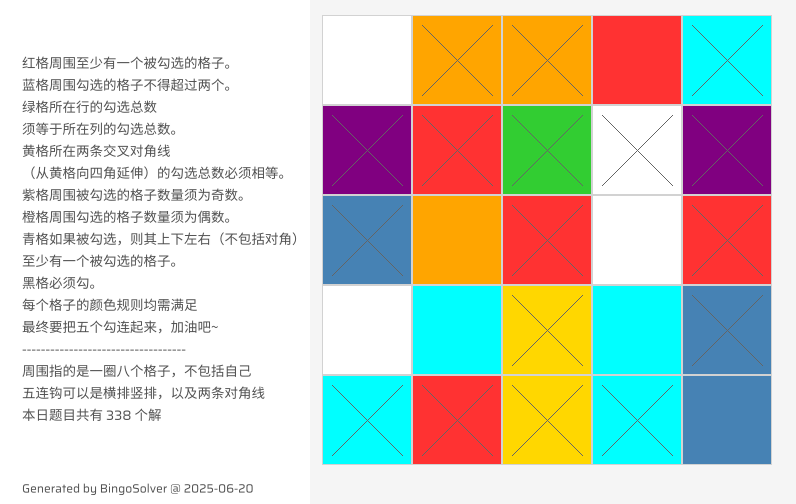 红格周围至少有一个被勾选的格子。
蓝格周围勾选的格子不得超过两个。
绿格所在行的勾选总数
须等于所在列的勾选总数。
黄格所在两条交叉对角线
（从黄格向四角延伸）的勾选总数必须相等。
紫格周围被勾选的格子数量须为奇数。
橙格周围勾选的格子数量须为偶数。
青格如果被勾选，则其上下左右（不包括对角）
至少有一个被勾选的格子。
黑格必须勾。
每个格子的颜色规则均需满足
最终要把五个勾连起来，加油吧~
-----------------------------------
周围指的是一圈八个格子，不包括自己
五连钩可以是横排竖排，以及两条对角线
本日题目共有 338 个解
Generated by BingoSolver @ 2025-06-20